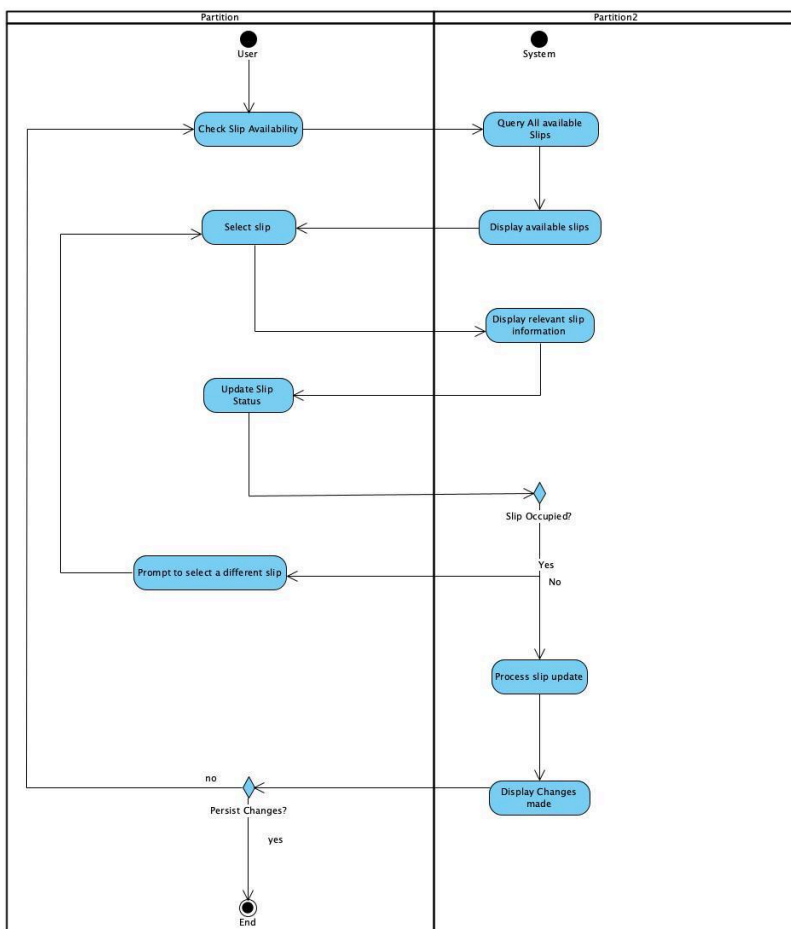 Partition
Partition2
User
System
Check Slip Availability
Query All available
Slips
Select slip
Display available slips
Display relevant slip
information
Update Slip
Status
Slip Occupied?
Yes
Prompt to select a different slip
No
Process slip update
no
Display Changes
made
Persist Changes?
yes
End